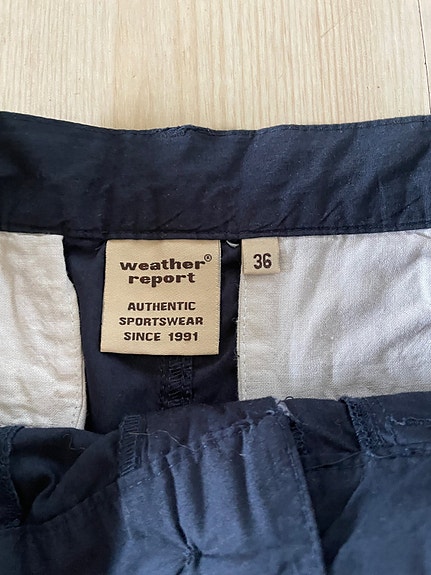 weather®
report
AUTHENTIC
SPORTSWEAR
SINCE 1991
36